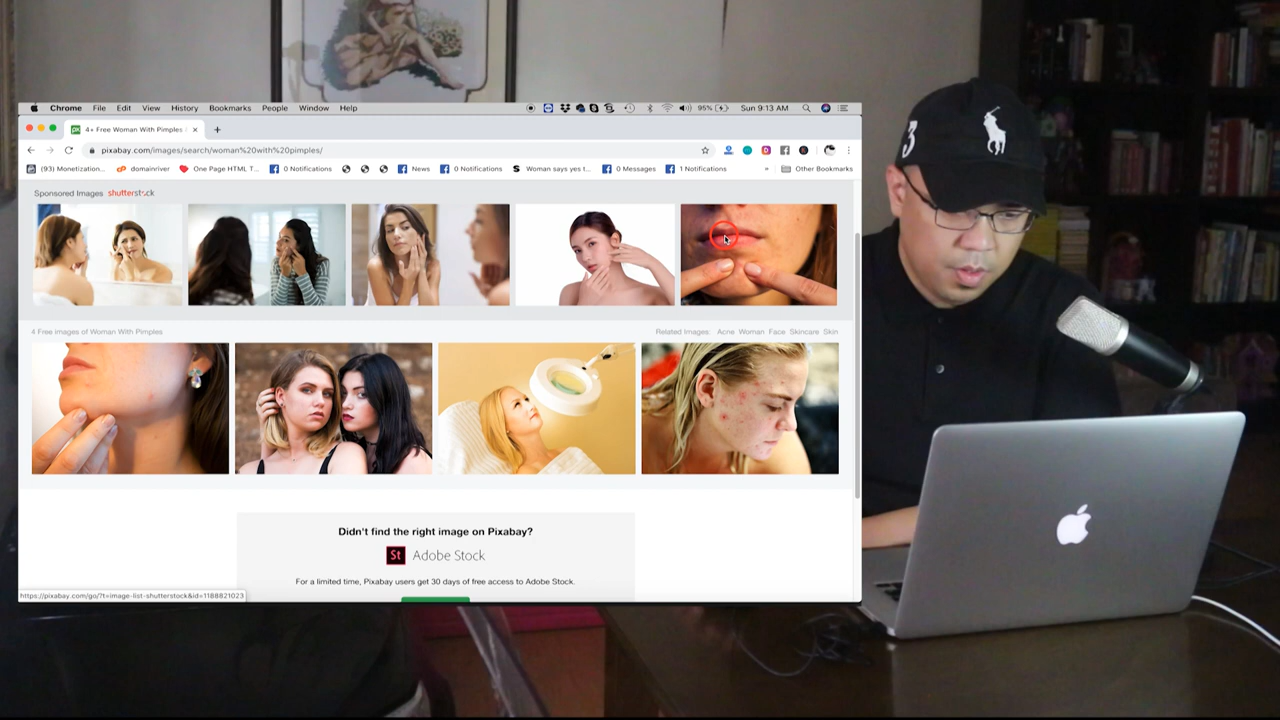 Chrome File Edit View History Bookmarks People Window Help 95% Sun 9:13 AM
4+ Free Woman With Pimples
pixabay.com/images/search/woman%20with%20pimples/
(93) Monetization... domainriver One Page HTML T... 0 Notifications News 0 Notifications S Woman says yes t... 0 Messages 1 Notifications » Other Bookmarks
Sponsored Images shutterstock
4 Free images of Woman With Pimples
Related Images: Acne Woman Face Skincare Skin
Didn't find the right image on Pixabay?
St Adobe Stock
For a limited time, Pixabay users get 30 days of free access to Adobe Stock.
https://pixabay.com/go/?t=image-list-shutterstock&id=1188821023
3